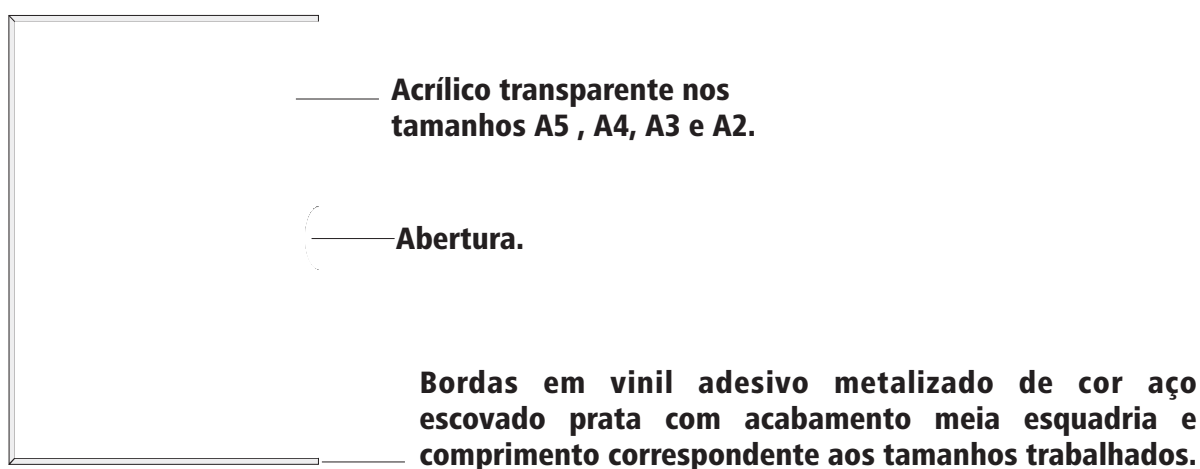 Acrílico transparente nos
tamanhos A5 , A4, A3 e A2.
Abertura.
Bordas em vinil adesivo metalizado de cor aço
escovado prata com acabamento meia esquadria e
comprimento correspondente aos tamanhos trabalhados.